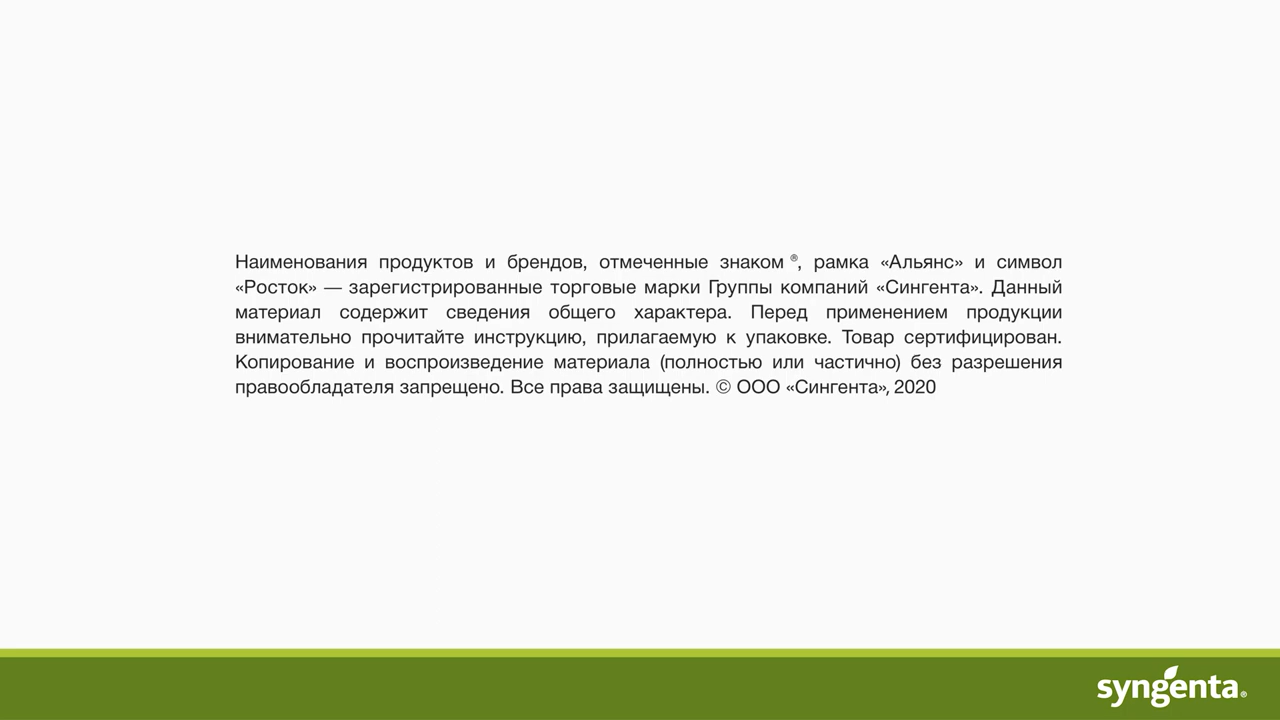 Наименования продуктов и брендов, отмеченные знаком ®, рамка «Альянс» и символ
«Росток» — зарегистрированные торговые марки Группы компаний «Сингента». Данный
материал содержит сведения общего характера. Перед применением продукции
внимательно прочитайте инструкцию, прилагаемую к упаковке. Товар сертифицирован.
Копирование и воспроизведение материала (полностью или частично) без разрешения
правообладателя запрещено. Все права защищены. © ООО «Сингента», 2020
syngenta®